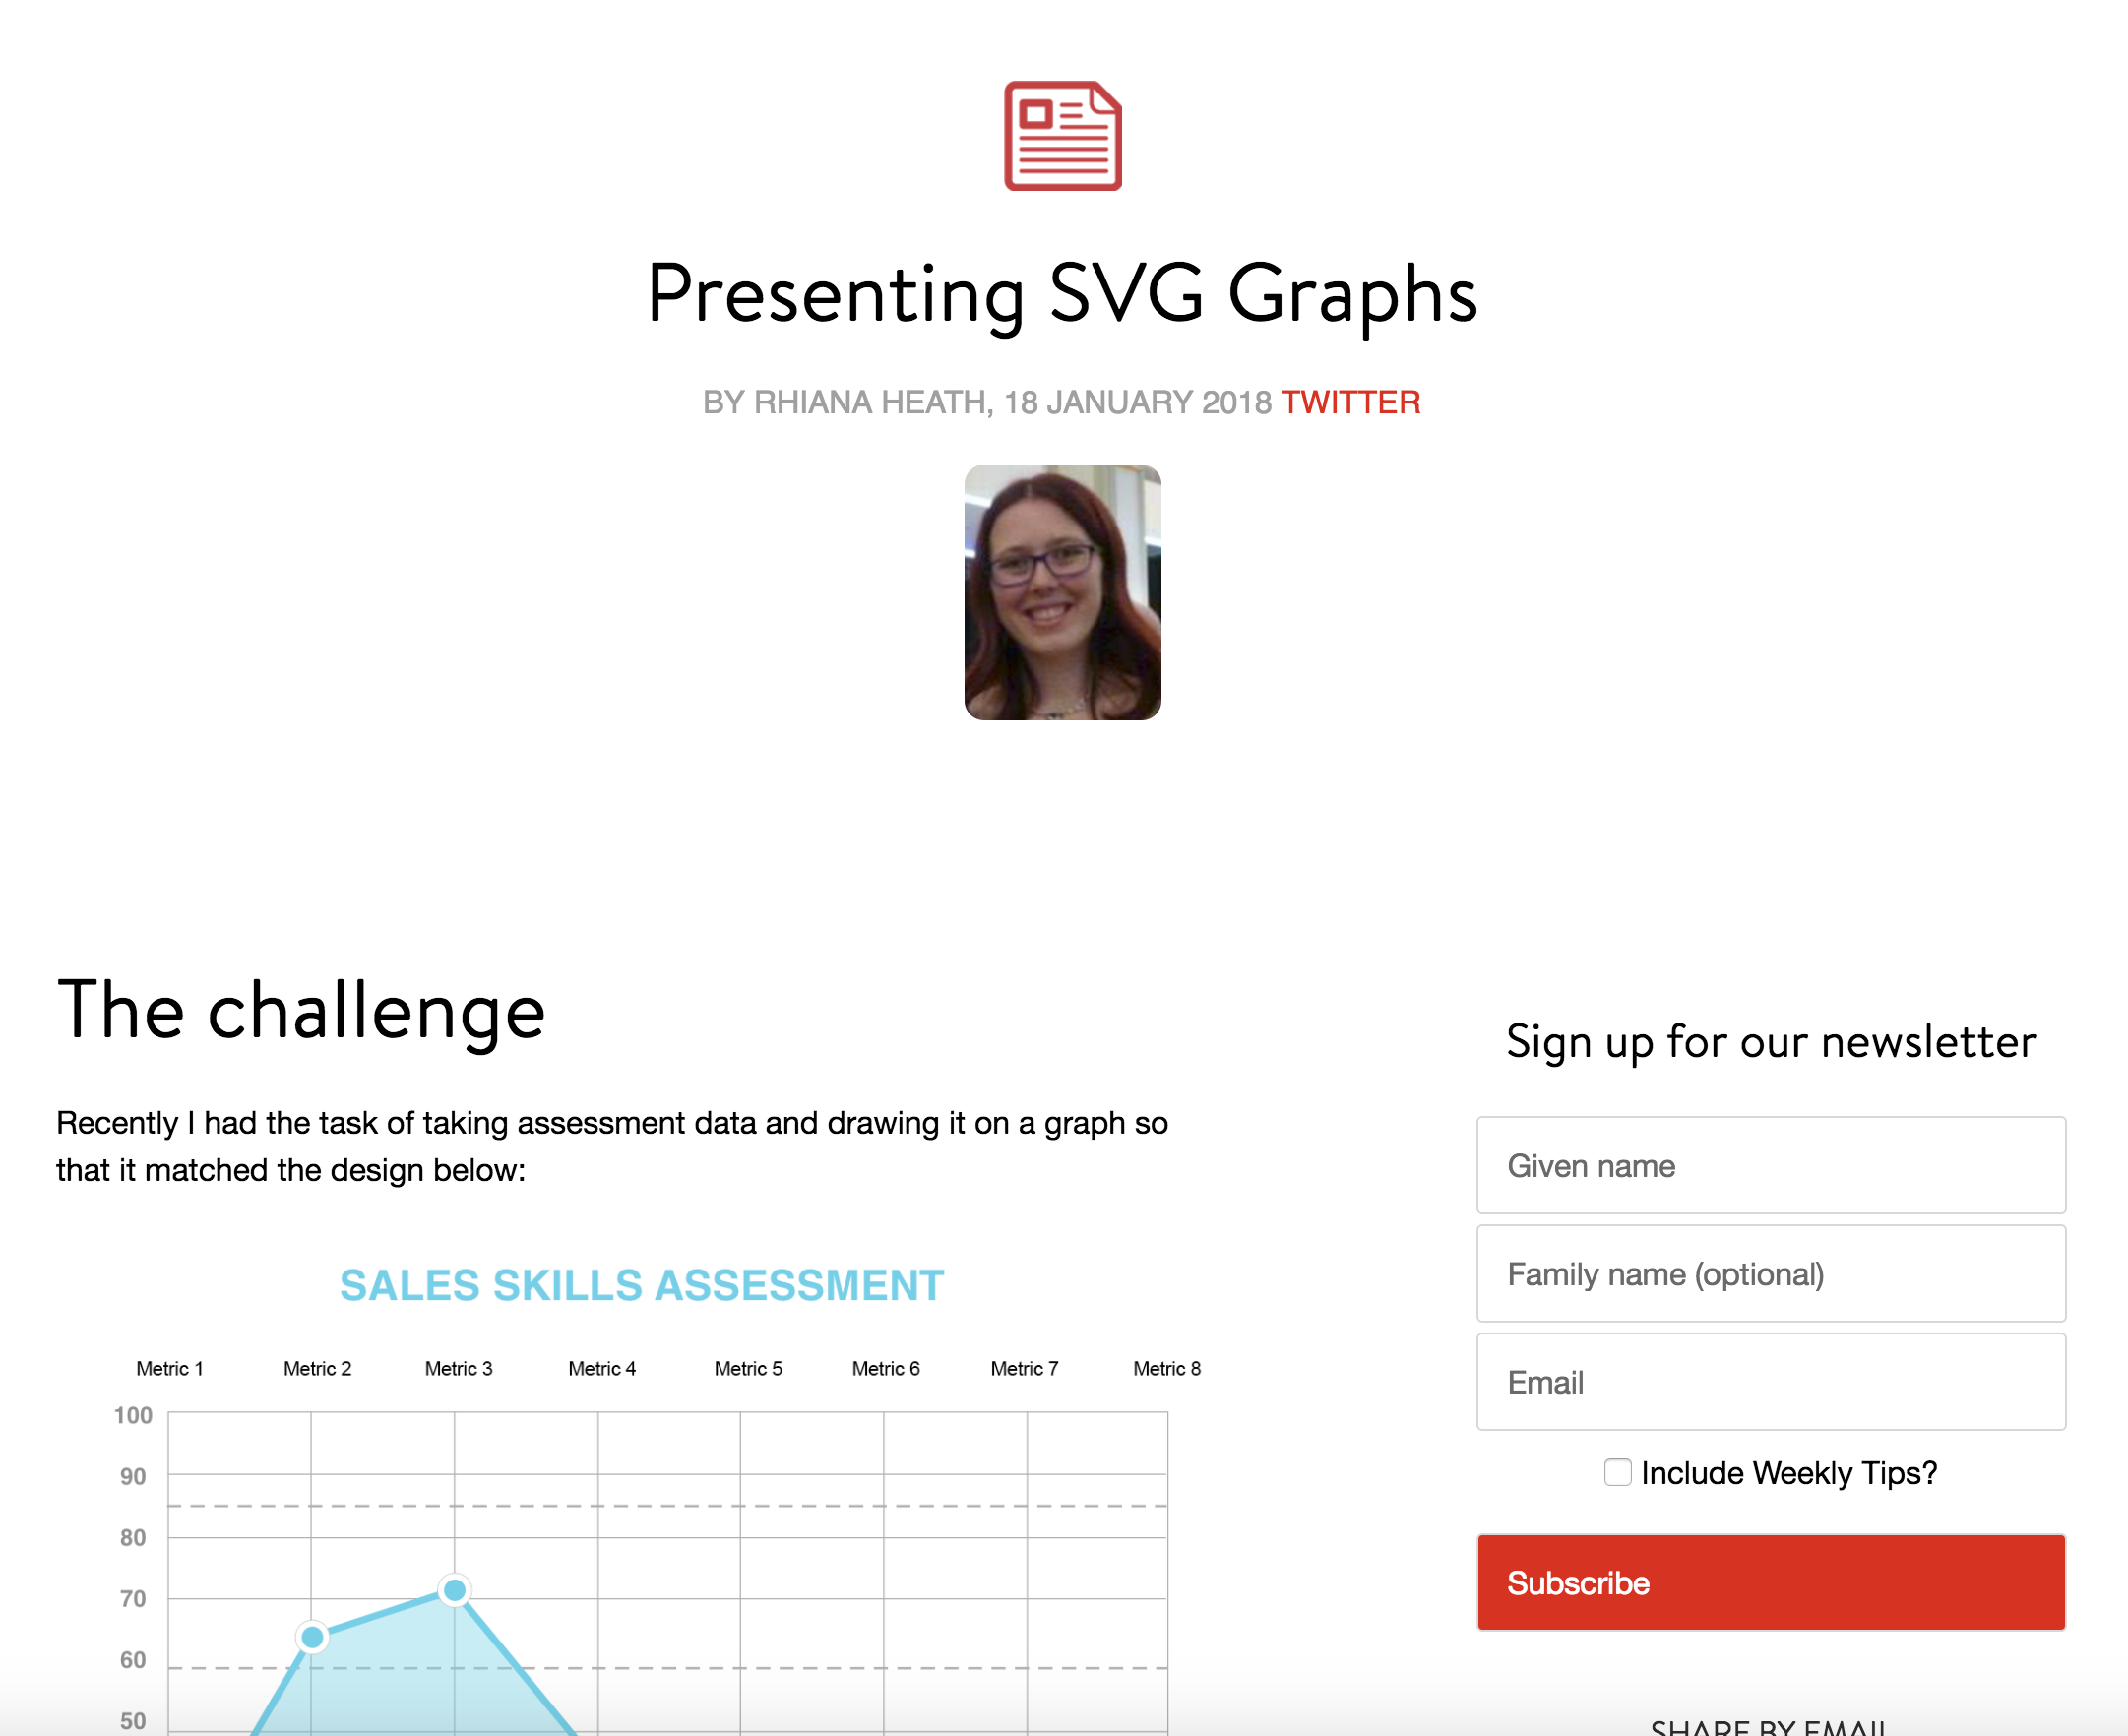 Presenting SVG Graphs
BY RHIANA HEATH, 18 JANUARY 2018 TWITTER
The challenge
Recently I had the task of taking assessment data and drawing it on a graph so
that it matched the design below:
SALES SKILLS ASSESSMENT
Metric 1 Metric 2 Metric 3 Metric 4 Metric 5 Metric 6 Metric 7 Metric 8
100
90
80
70
60
50
Sign up for our newsletter
Given name
Family name (optional)
Email
Include Weekly Tips?
Subscribe
SHARE BY EMAIL